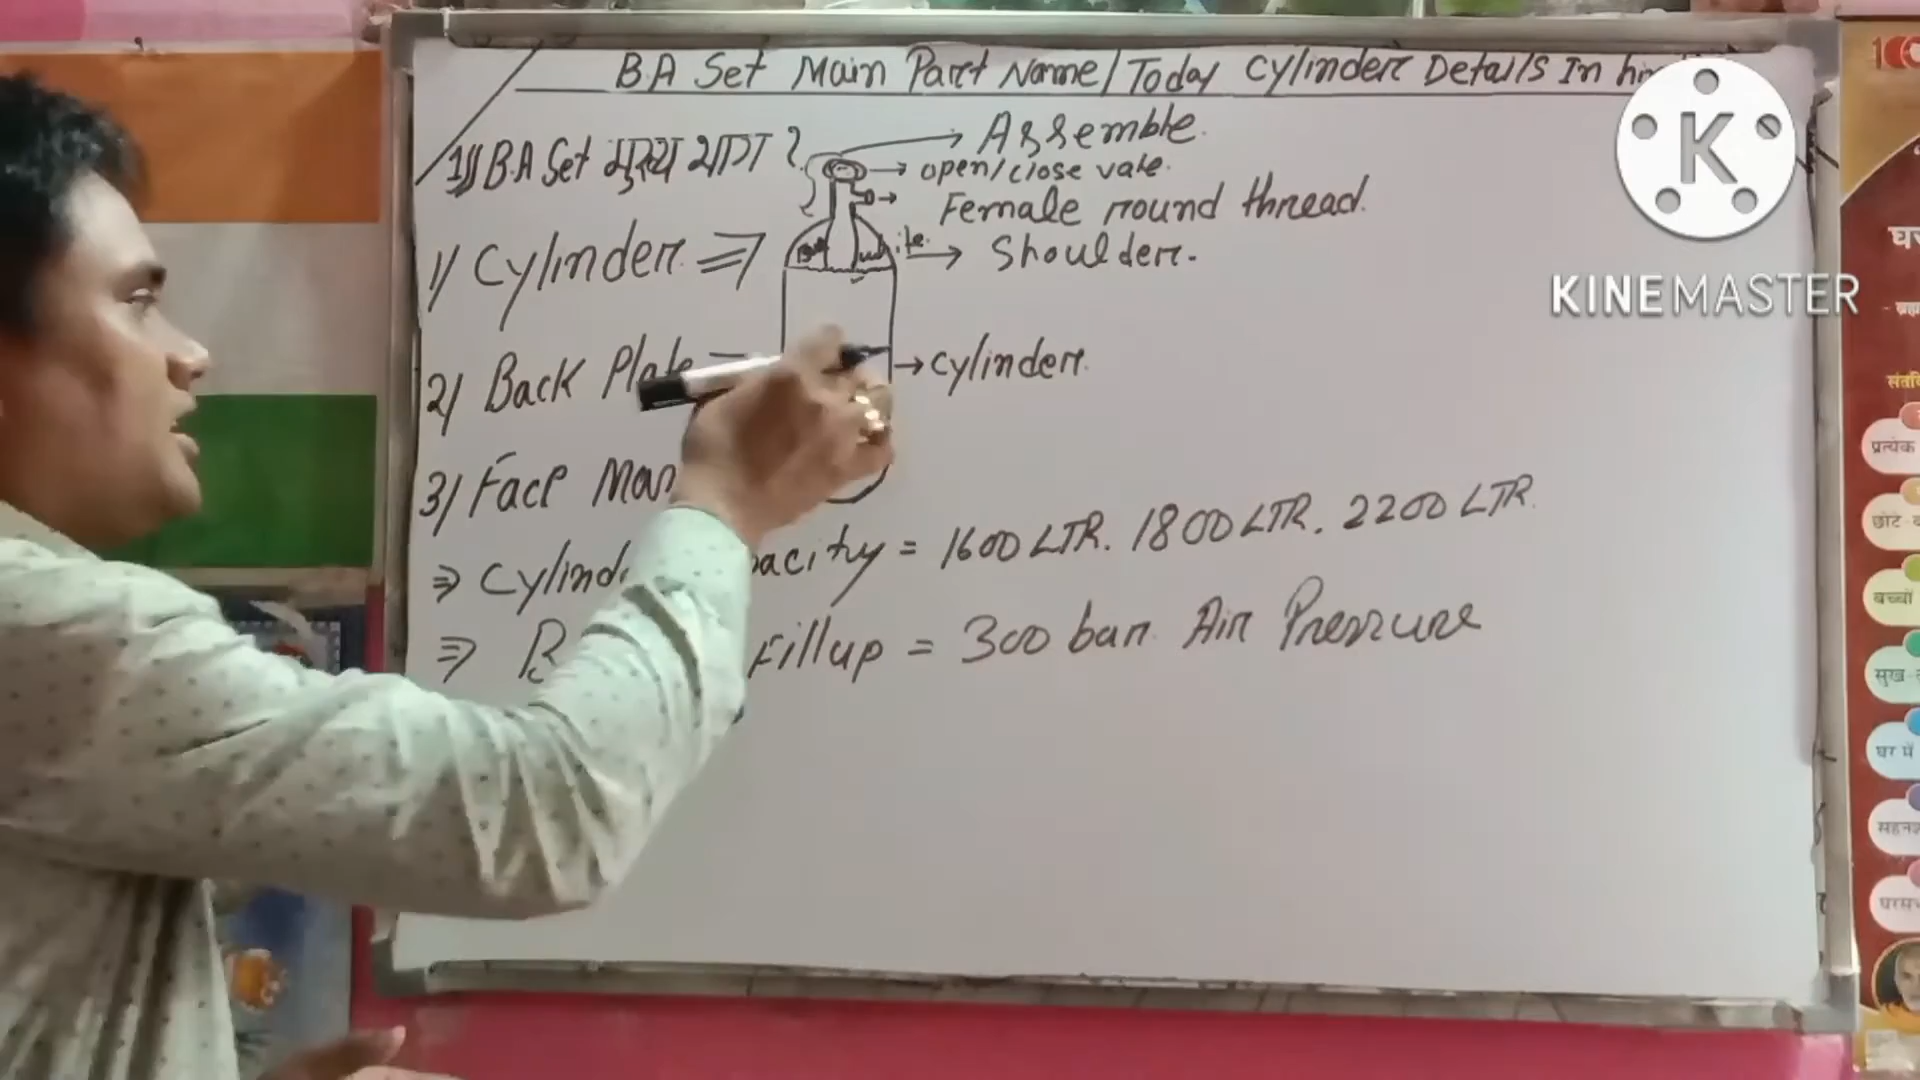 B.A Set Main Part Name/Today Cylinder Details In
1) B.A Set मुख्य भाग ?
→ Assemble.
→ open/close vale.
→ Female round thread.
1) Cylinder ⇒
→ Shoulder.
2) Back Plate
→ Cylinder.
3) Face
⇒ = 1600 LTR. 1800 LTR. 2200 LTR.
⇒ Fillup = 300 bar. Air Pressure
K
KINEMASTER
प्रत्येक
घर में